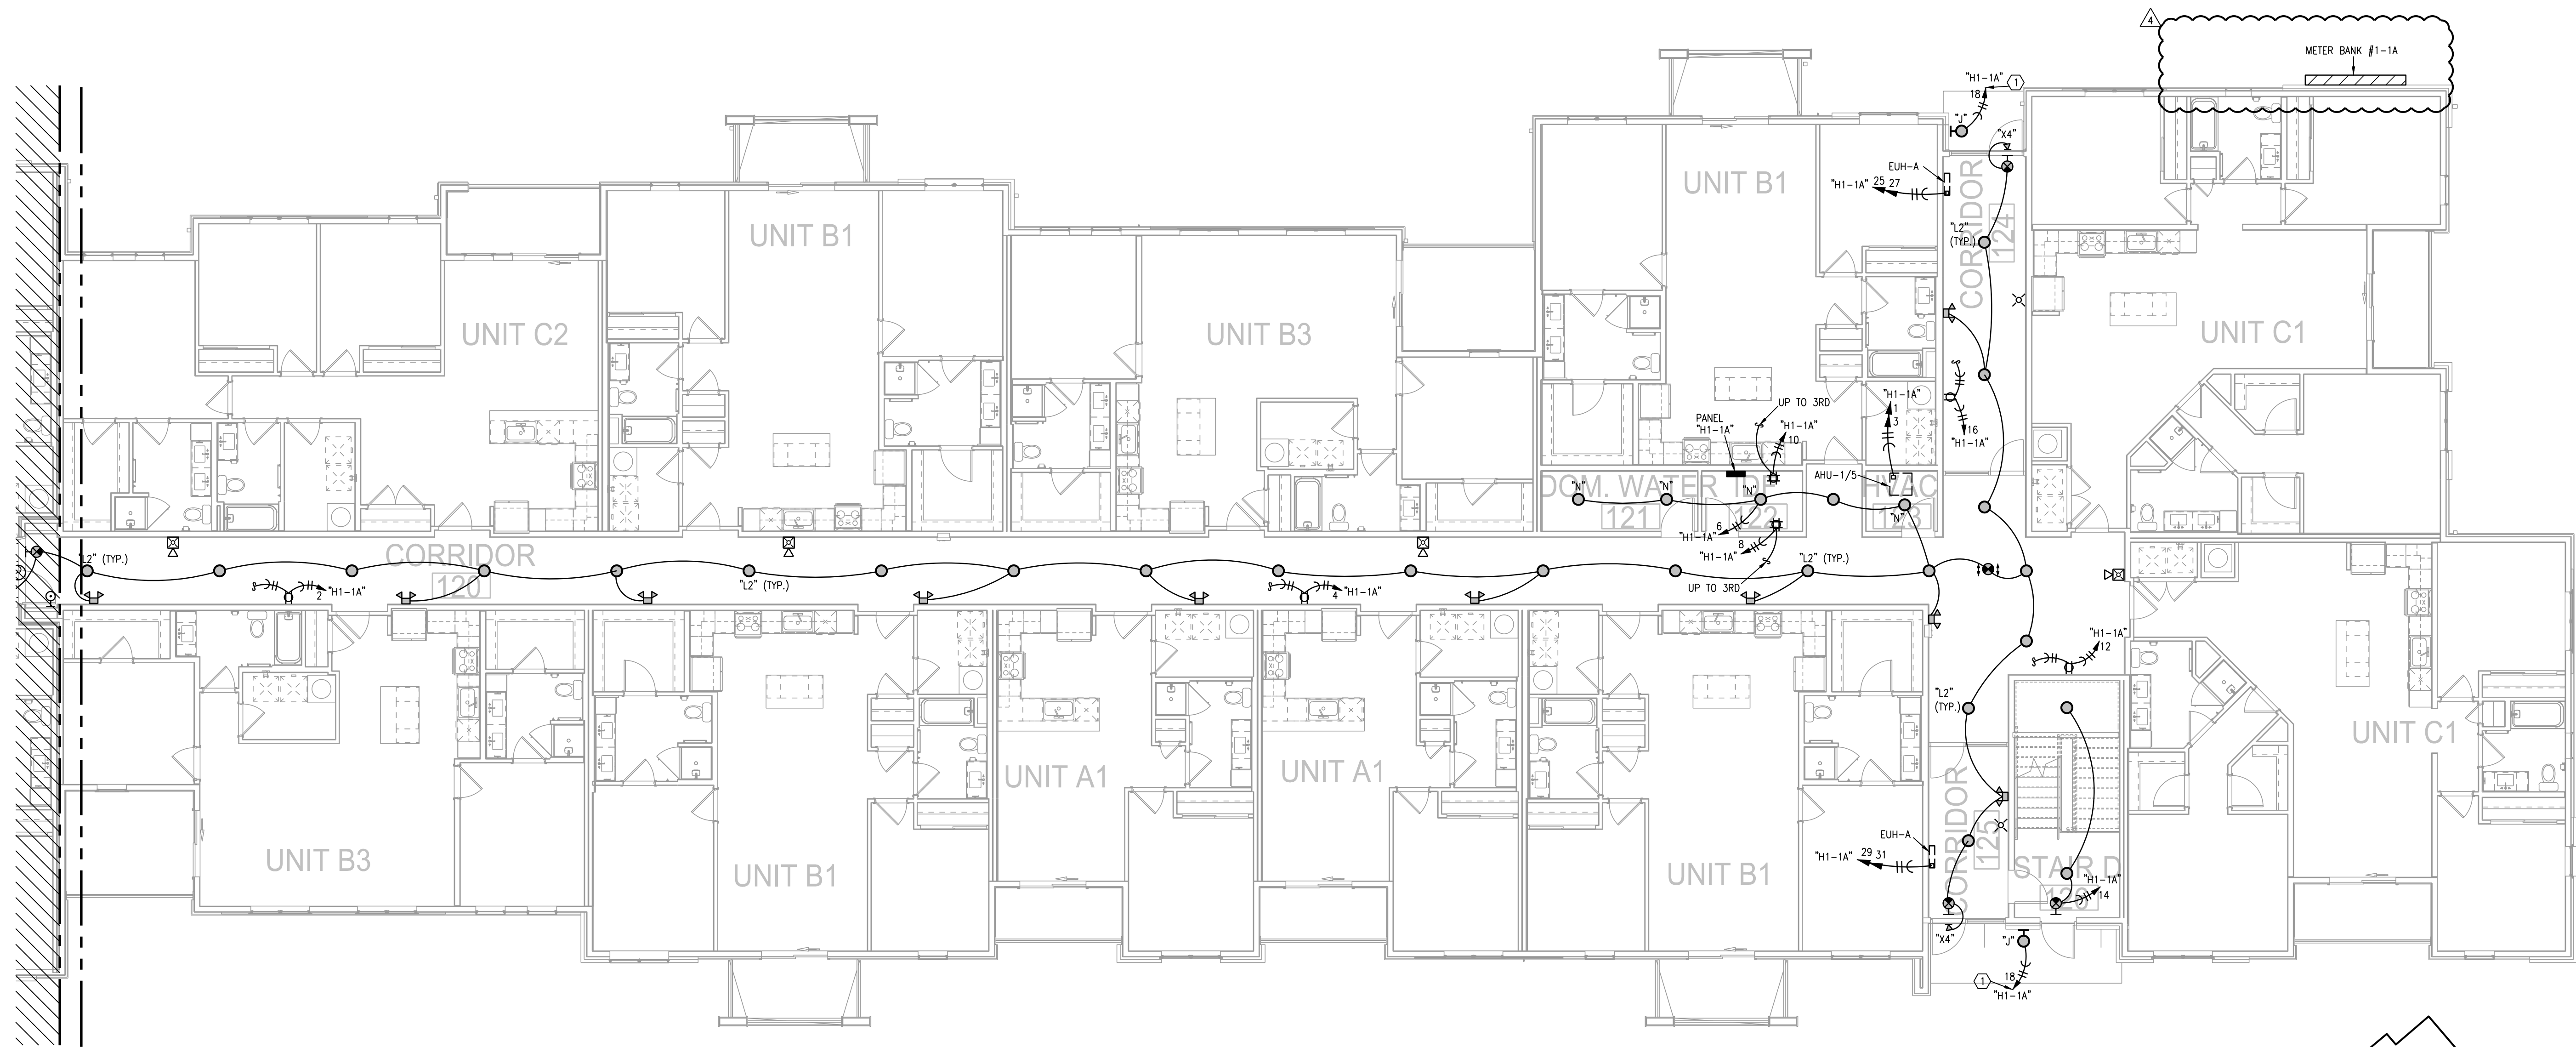 4
METER BANK #1-1A
"H1-1A"
1
18
"J"
"X4"
EUH-A
"H1-1A"
25 27
CORRIDOR
124
"L2"
(TYP.)
UNIT B1
UNIT B1
UNIT C2
UNIT B3
UNIT C1
"H1-1A"
1
3
16
"H1-1A"
UP TO 3RD
PANEL
"H1-1A"
"H1-1A"
10
AHU-1/5
DOM. WATER
IDF
HVAC
"N"
"N"
"N"
"N"
121
122
123
6
"H1-1A"
8
"H1-1A"
UP TO 3RD
"L2" (TYP.)
CORRIDOR
120
"L2" (TYP.)
"L2" (TYP.)
2
"H1-1A"
4
"H1-1A"
"H1-1A"
12
"L2"
(TYP.)
UNIT B3
UNIT B1
UNIT A1
UNIT A1
UNIT B1
UNIT C1
EUH-A
"H1-1A"
29 31
CORRIDOR
125
STAIR D
126
"H1-1A"
14
"X4"
"J"
18
1
"H1-1A"